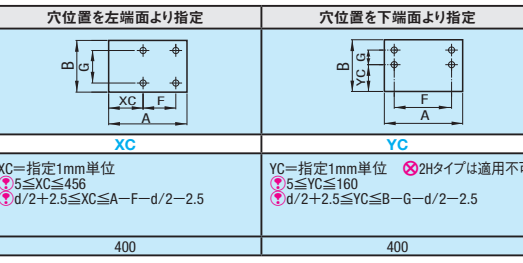 穴位置を左端面より指定
穴位置を下端面より指定
B
G
XC
F
A
B
G
YC
F
A
XC
YC
XC=指定1mm単位
5≦XC≦456
d/2+2.5≦XC≦A−F−d/2−2.5
YC=指定1mm単位 2Hタイプは適用不可
5≦YC≦160
d/2+2.5≦YC≦B−G−d/2−2.5
400
400